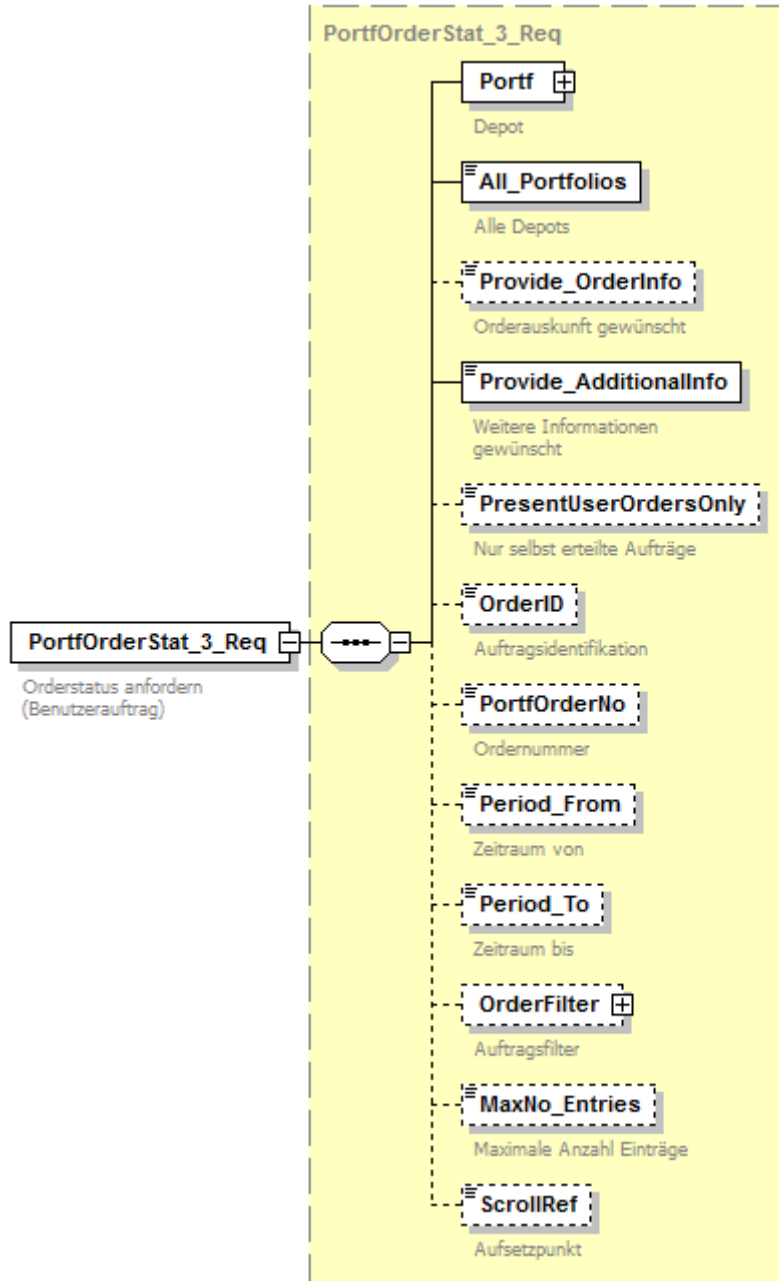 PortfOrderStat_3_Req
Portf
Depot
All_Portfolios
Alle Depots
Provide_OrderInfo
Orderauskunft gewünscht
Provide_AdditionalInfo
Weitere Informationen
gewünscht
PresentUserOrdersOnly
Nur selbst erteilte Aufträge
OrderID
Auftragsidentifikation
PortfOrderStat_3_Req
Orderstatus anfordern
(Benutzerauftrag)
PortfOrderNo
Ordernummer
Period_From
Zeitraum von
Period_To
Zeitraum bis
OrderFilter
Auftragsfilter
MaxNo_Entries
Maximale Anzahl Einträge
ScrollRef
Aufsetzpunkt